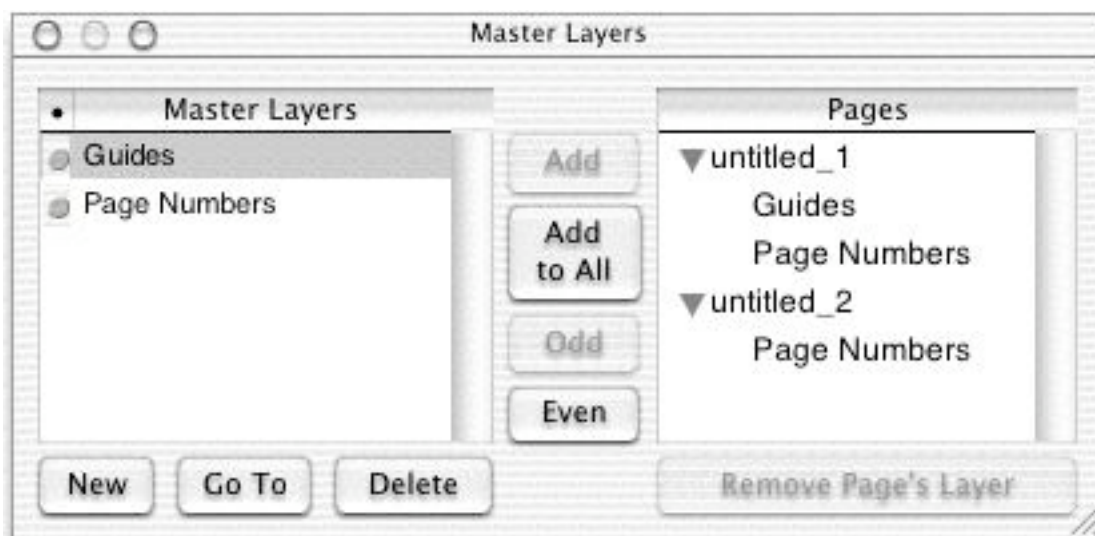 Master Layers
Master Layers
Guides
Page Numbers
Add
Add
to All
Odd
Even
Pages
untitled_1
Guides
Page Numbers
untitled_2
Page Numbers
New
Go To
Delete
Remove Page's Layer